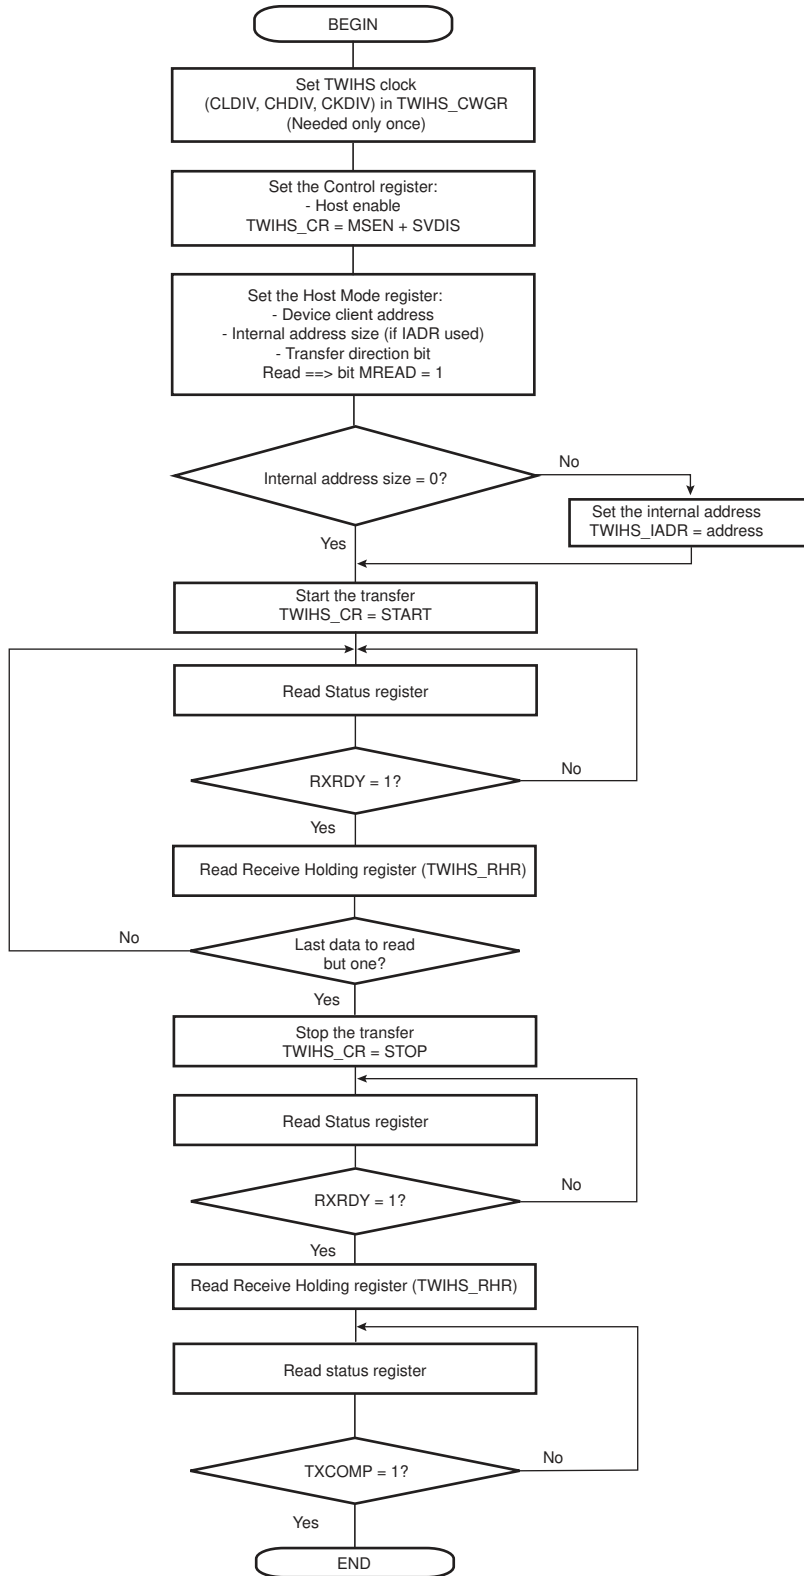 BEGIN
Set TWIHS clock
(CLDIV, CHDIV, CKDIV) in TWIHS_CWGR
(Needed only once)
Set the Control register:
- Host enable
TWIHS_CR = MSEN + SVDIS
Set the Host Mode register:
- Device client address
- Internal address size (if IADR used)
- Transfer direction bit
Read ==> bit MREAD = 1
Internal address size = 0?
No
Set the internal address
TWIHS_IADR = address
Yes
Start the transfer
TWIHS_CR = START
Read Status register
RXRDY = 1?
No
Yes
Read Receive Holding register (TWIHS_RHR)
No
Last data to read
but one?
Yes
Stop the transfer
TWIHS_CR = STOP
Read Status register
RXRDY = 1?
No
Yes
Read Receive Holding register (TWIHS_RHR)
Read status register
TXCOMP = 1?
No
Yes
END